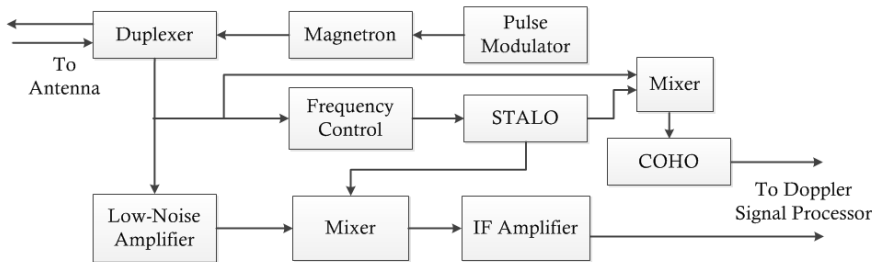 Duplexer
Magnetron
Pulse
Modulator
To
Antenna
Mixer
Frequency
Control
STALO
COHO
To Doppler
Signal Processor
Low-Noise
Amplifier
Mixer
IF Amplifier